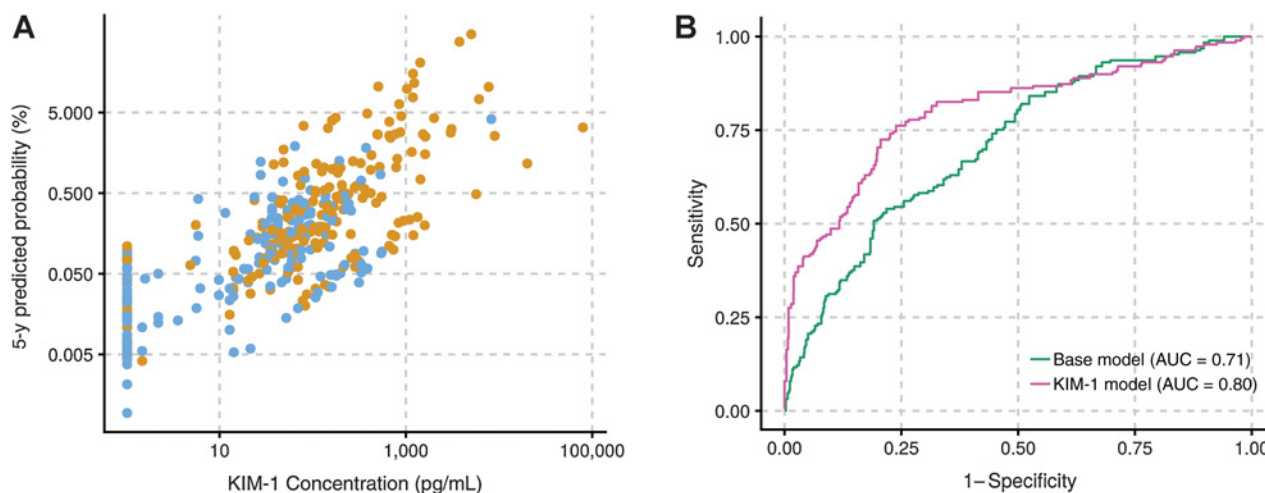 A
5-y predicted probability (%)
5.000
0.500
0.050
0.005
10
1,000
100,000
KIM-1 Concentration (pg/mL)
B
Sensitivity
1.00
0.75
0.50
0.25
0.00
Base model (AUC = 0.71)
KIM-1 model (AUC = 0.80)
0.00
0.25
0.50
0.75
1.00
1– Specificity